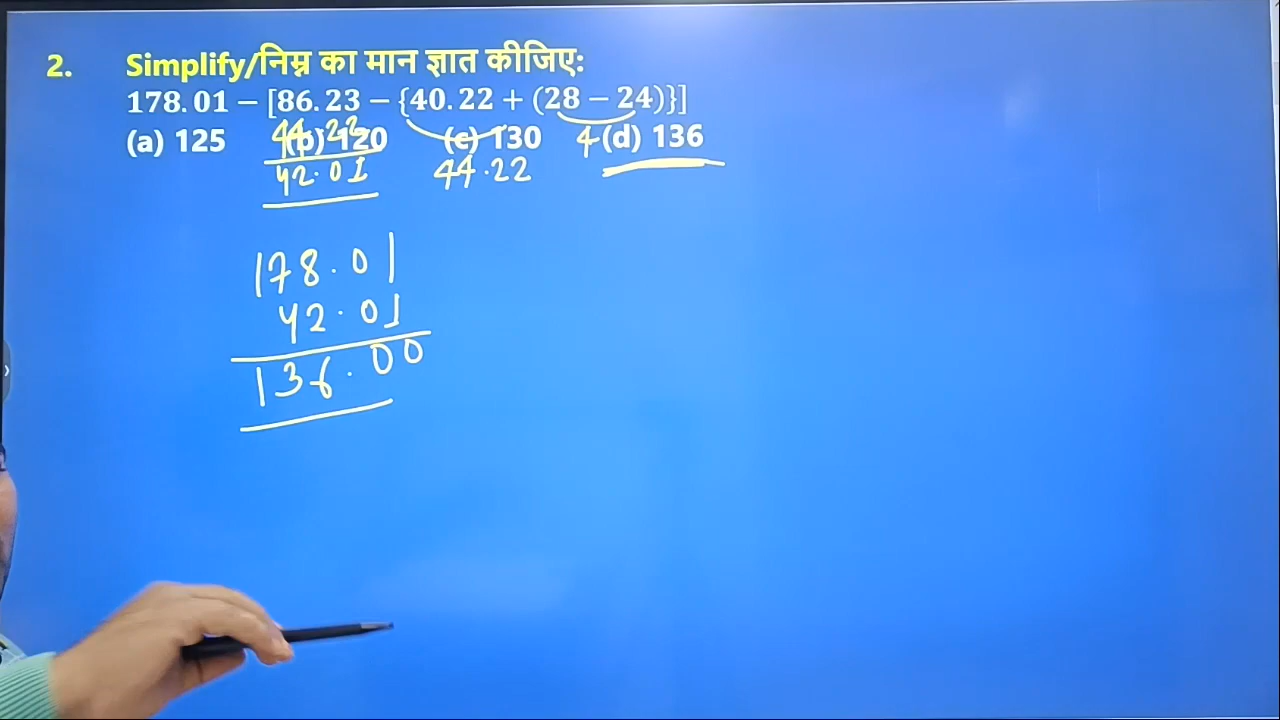 2. Simplify/निम्न का मान ज्ञात कीजिए:
178.01 − [86.23 − {40.22 + (28 − 24)}]
(a) 125 (b) 120 (c) 130 (d) 136
44.22
4
42.01
44.22
178.01
42.01
136.00